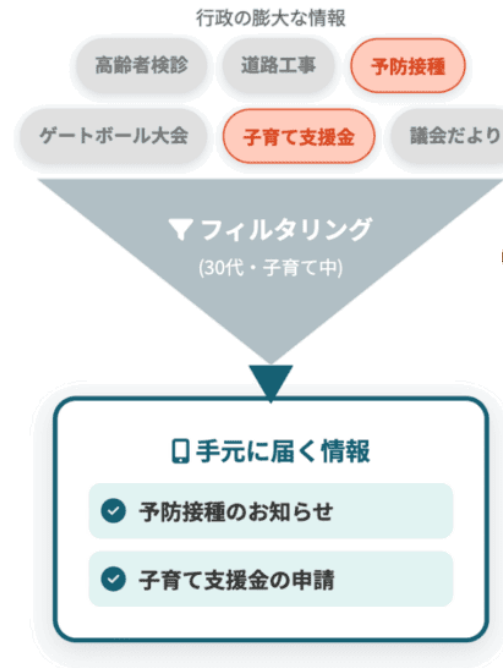 行政の膨大な情報
高齢者検診 道路工事 予防接種
ゲートボール大会 子育て支援金 議会だより
フィルタリング
(30代・子育て中)
手元に届く情報
予防接種のお知らせ
子育て支援金の申請